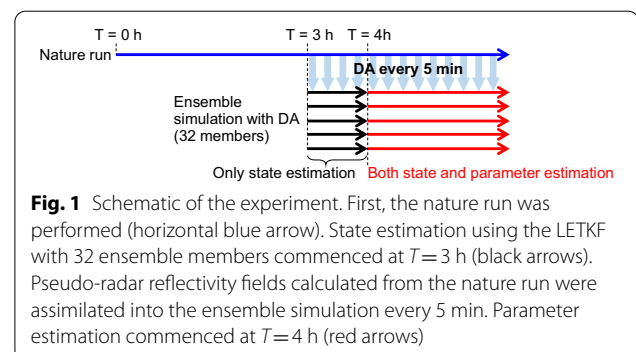 T = 0 h
T = 3 h
T = 4h
Nature run
DA every 5 min
Ensemble
simulation with DA
(32 members)
Only state estimation
Both state and parameter estimation
Fig. 1 Schematic of the experiment. First, the nature run was
performed (horizontal blue arrow). State estimation using the LETKF
with 32 ensemble members commenced at T = 3 h (black arrows).
Pseudo-radar reflectivity fields calculated from the nature run were
assimilated into the ensemble simulation every 5 min. Parameter
estimation commenced at T = 4 h (red arrows)